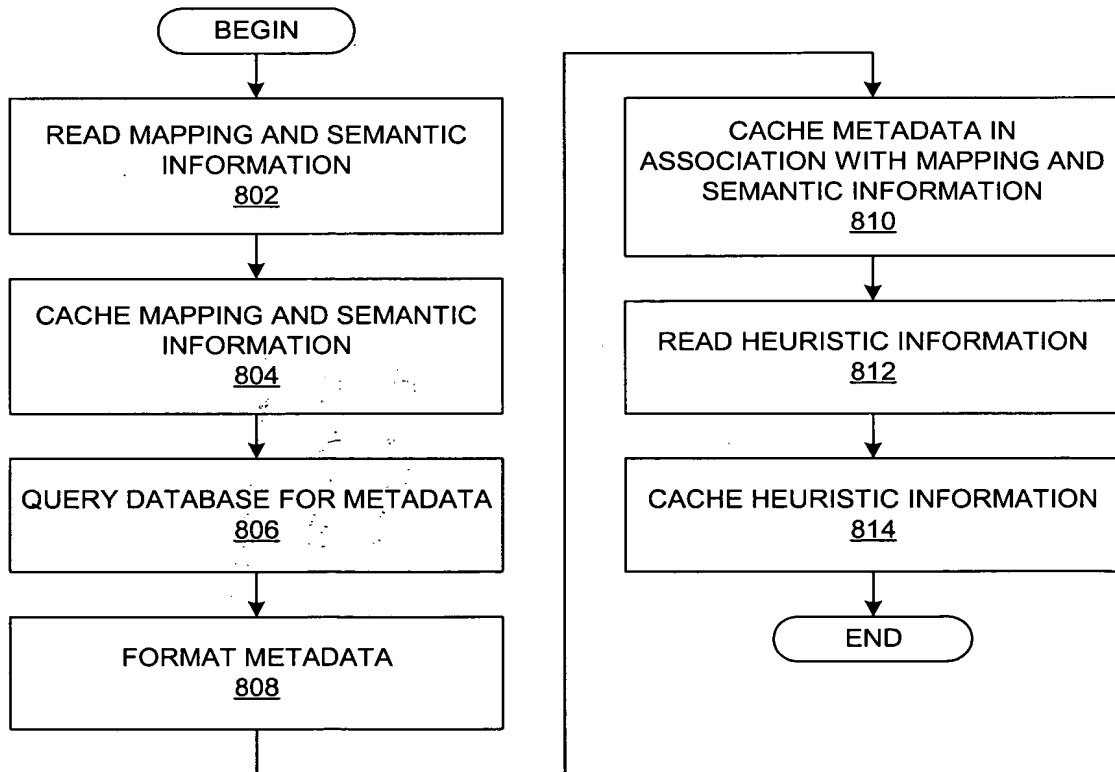 BEGIN
READ MAPPING AND SEMANTIC
INFORMATION
802
CACHE MAPPING AND SEMANTIC
INFORMATION
804
QUERY DATABASE FOR METADATA
806
FORMAT METADATA
808
CACHE METADATA IN
ASSOCIATION WITH MAPPING AND
SEMANTIC INFORMATION
810
READ HEURISTIC INFORMATION
812
CACHE HEURISTIC INFORMATION
814
END